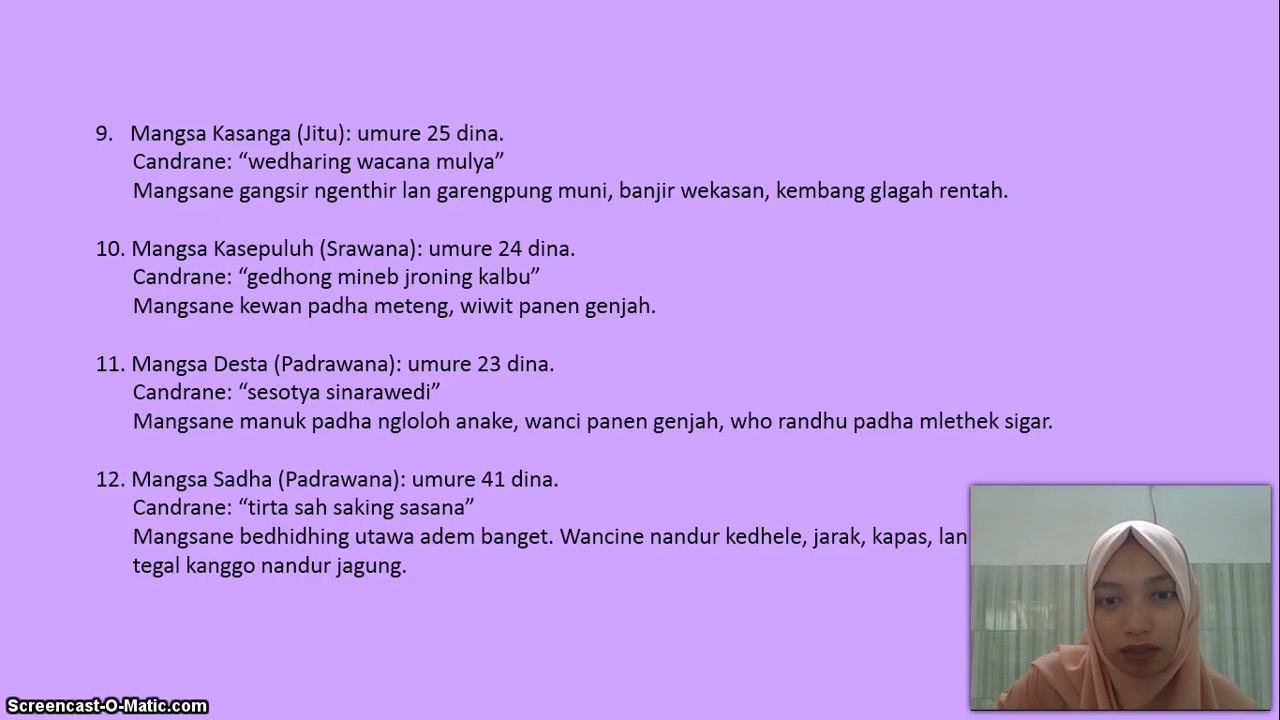 9. Mangsa Kasanga (Jitu): umure 25 dina.
Candrane: “wedharing wacana mulya”
Mangsane gangsir ngenthir lan garengpung muni, banjir wekasan, kembang glagah rentah.
10. Mangsa Kasepuluh (Srawana): umure 24 dina.
Candrane: “gedhong mineb jroning kalbu”
Mangsane kewan padha meteng, wiwit panen genjah.
11. Mangsa Desta (Padrawana): umure 23 dina.
Candrane: “sesotya sinarawedi”
Mangsane manuk padha ngloloh anake, wanci panen genjah, who randhu padha mlethek sigar.
12. Mangsa Sadha (Padrawana): umure 41 dina.
Candrane: “tirta sah saking sasana”
Mangsane bedhidhing utawa adem banget. Wancine nandur kedhele, jarak, kapas, lan
tegal kanggo nandur jagung.
Screencast-O-Matic.com